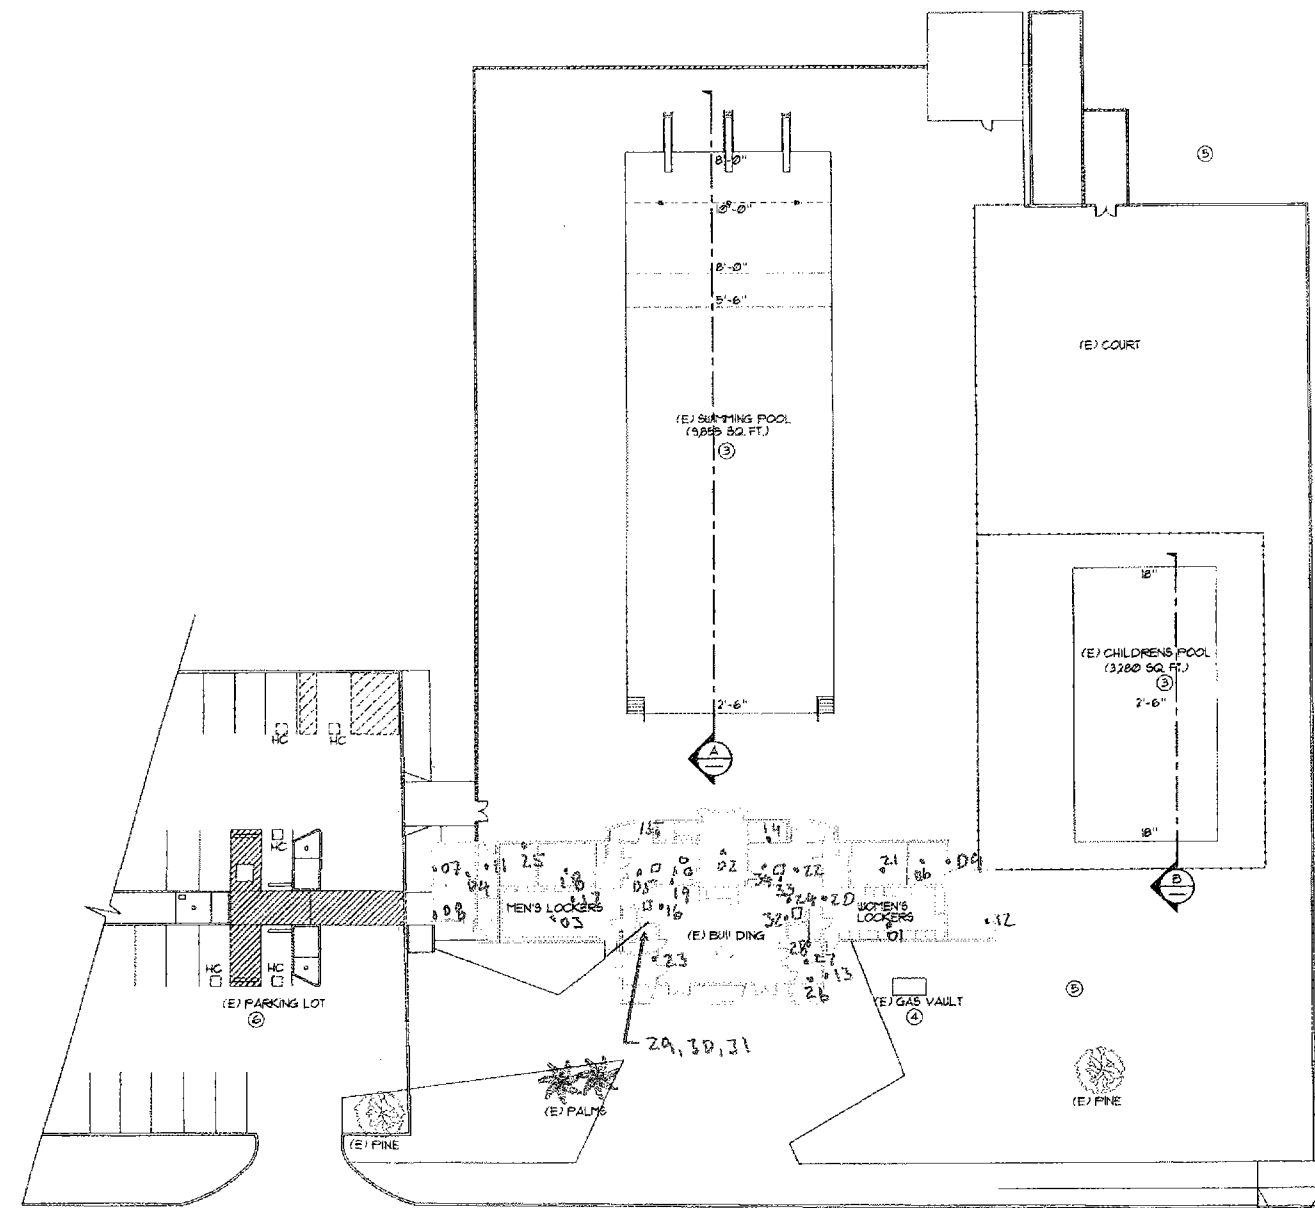 5
8'-0"
10'-0"
8'-0"
5'-6"
(E) COURT
(E) SWIMMING POOL
(9,855 SQ. FT.)
3
18"
(E) CHILDRENS POOL
(3,280 SQ. FT.)
3
2'-6"
2'-6"
HC
HC
A
18"
HC
B
15
14
07
04
11
25
18
17
05
10
02
34
22
21
06
09
08
MEN'S LOCKERS
03
19
13
16
33
24
20
32
WOMEN'S
LOCKERS
01
32
(E) BUILDING
23
28
27
13
26
HC
HC
(E) PARKING LOT
6
(E) GAS VAULT
4
5
29, 30, 31
(E) PALMS
(E) PINE
(E) PINE